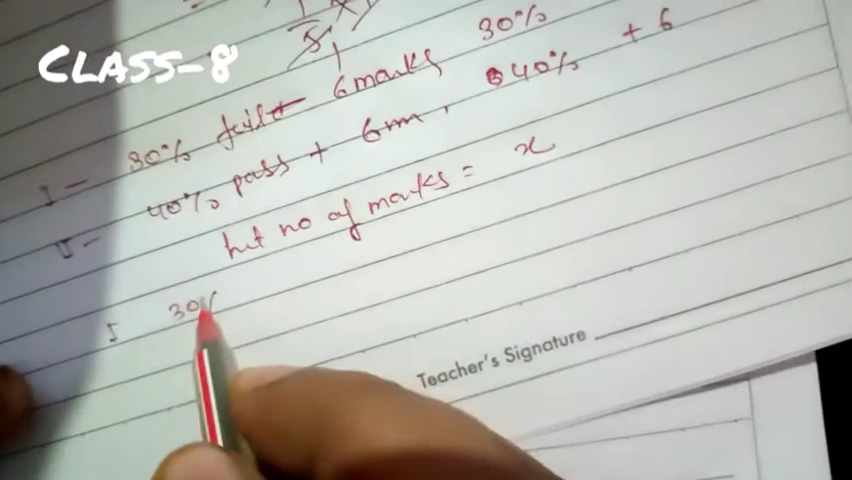 CLASS-8
I - 30% fail + 6 marks 30%
II - 40% pass + 6m. 40% + 6
let no of marks = x
I 30%
Teacher's Signature